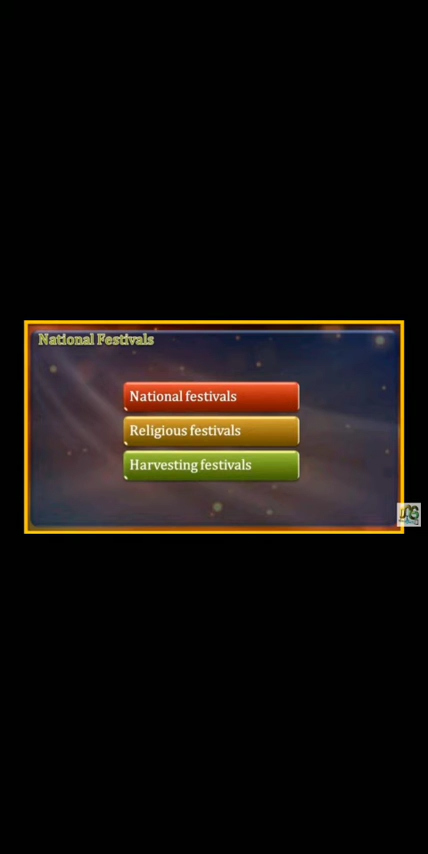 National Festivals
National festivals
Religious festivals
Harvesting festivals